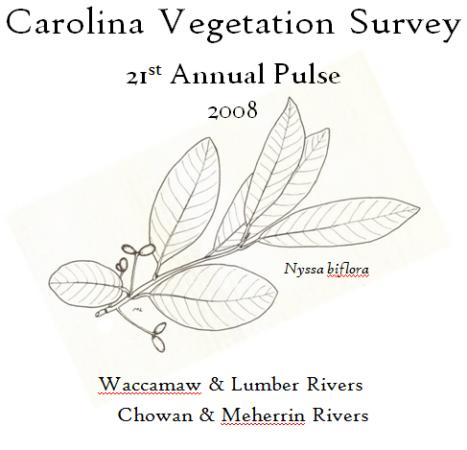 Carolina Vegetation Survey
21st Annual Pulse
2008
Nyssa biflora
Waccamaw & Lumber Rivers
Chowan & Meherrin Rivers